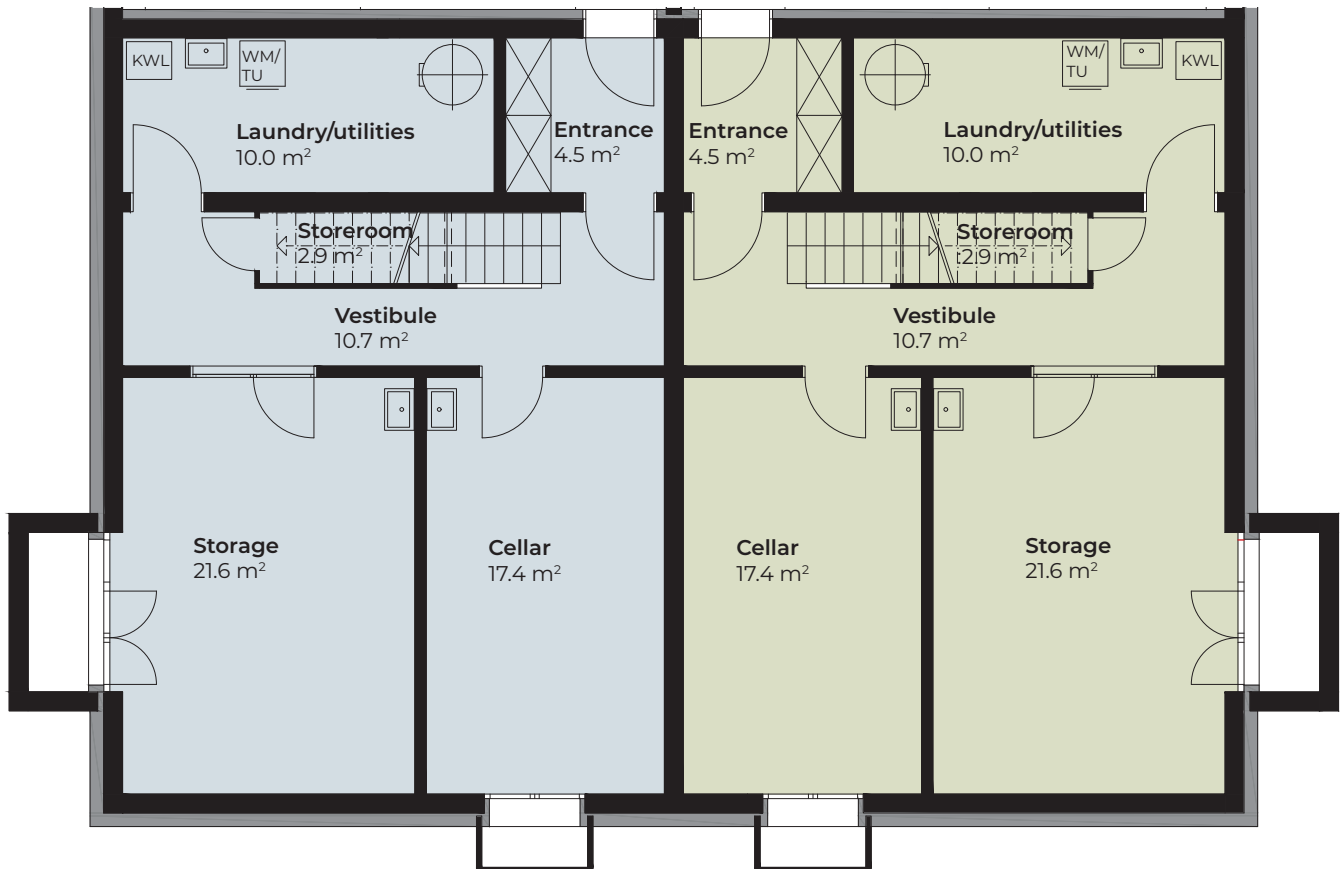 KWL
WM/
TU
Laundry/utilities
10.0 m²
Entrance
4.5 m²
Entrance
4.5 m²
WM/
TU
KWL
Laundry/utilities
10.0 m²
Storeroom
2.9 m²
Storeroom
2.9 m²
Vestibule
10.7 m²
Vestibule
10.7 m²
Storage
21.6 m²
Cellar
17.4 m²
Cellar
17.4 m²
Storage
21.6 m²